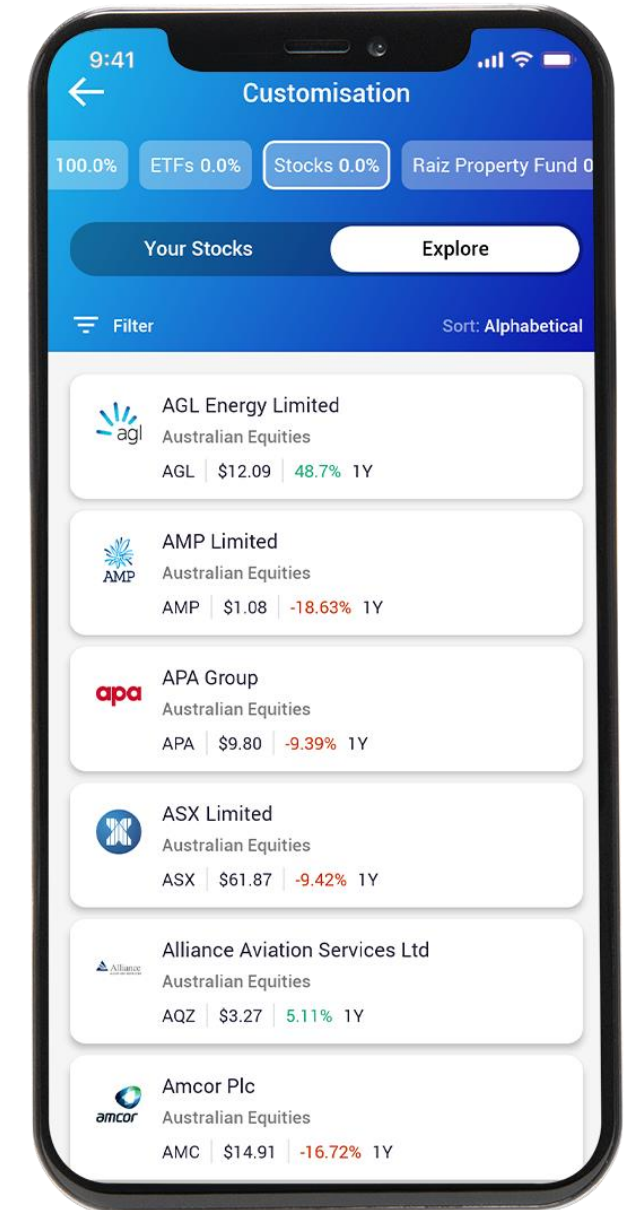 9:41
Customisation
100.0% ETFs 0.0% Stocks 0.0% Raiz Property Fund 0
Your Stocks Explore
Filter Sort: Alphabetical
agl
AGL Energy Limited
Australian Equities
AGL $12.09 48.7% 1Y
AMP
AMP Limited
Australian Equities
AMP $1.08 -18.63% 1Y
apa
APA Group
Australian Equities
APA $9.80 -9.39% 1Y
ASX Limited
Australian Equities
ASX $61.87 -9.42% 1Y
Alliance
Alliance Aviation Services Ltd
Australian Equities
AQZ $3.27 5.11% 1Y
amcor
Amcor Plc
Australian Equities
AMC $14.91 -16.72% 1Y